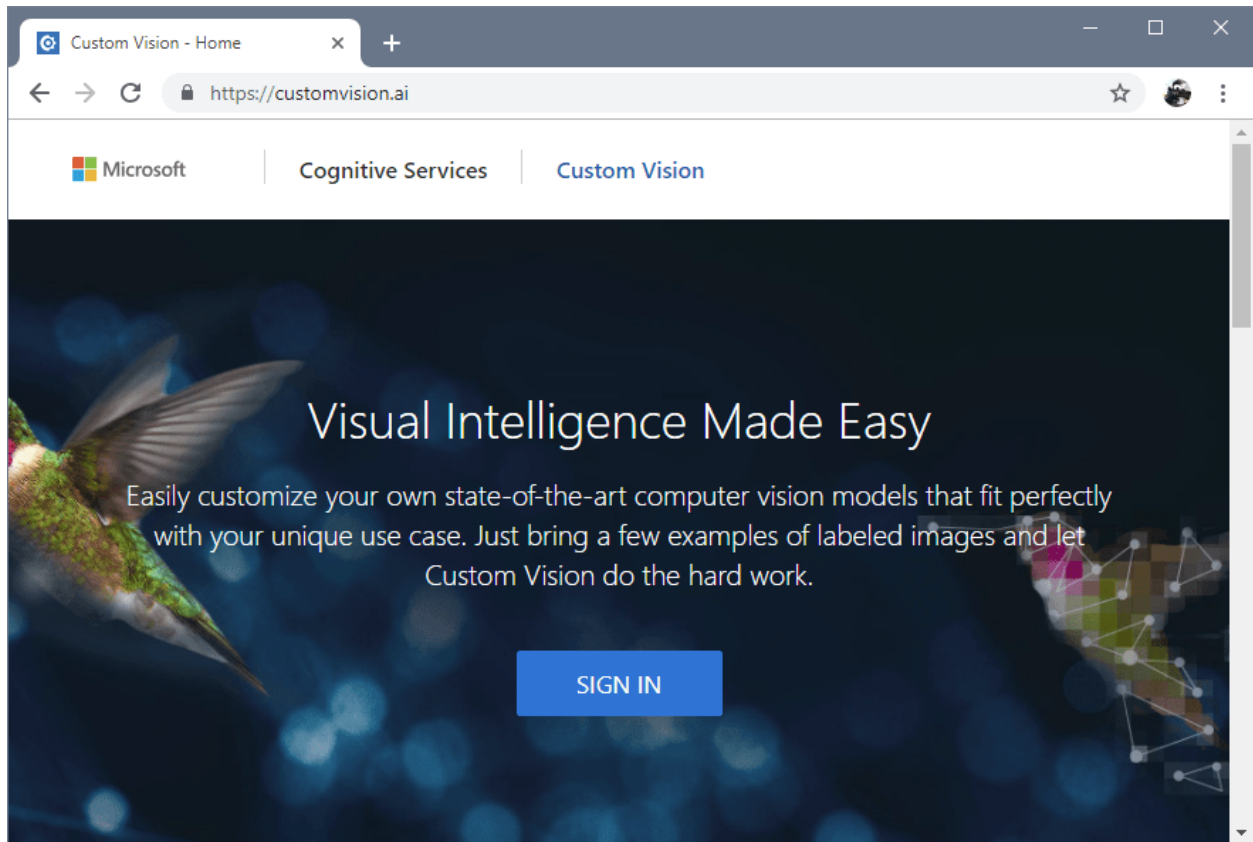 Custom Vision - Home
https://customvision.ai
Microsoft
Cognitive Services
Custom Vision
Visual Intelligence Made Easy
Easily customize your own state-of-the-art computer vision models that fit perfectly
with your unique use case. Just bring a few examples of labeled images and let
Custom Vision do the hard work.
SIGN IN